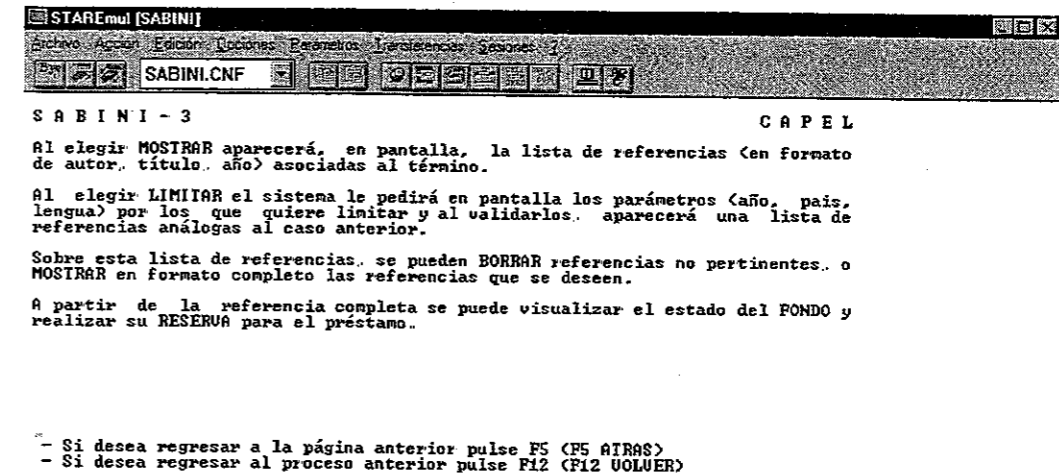 STAREmul [SABINI]
Archivo Acción Edición Opciones Parámetros Transferencias Sesiones ?
SABINI.CNF
S A B I N I - 3 C A P E L
Al elegir MOSTRAR aparecerá, en pantalla, la lista de referencias (en formato
de autor, título, año) asociadas al término.
Al elegir LIMITAR el sistema le pedirá en pantalla los parámetros (año, pais,
lengua) por los que quiere limitar y al validarlos, aparecerá una lista de
referencias análogas al caso anterior.
Sobre esta lista de referencias, se pueden BORRAR referencias no pertinentes, o
MOSTRAR en formato completo las referencias que se deseen.
A partir de la referencia completa se puede visualizar el estado del FONDO y
realizar su RESERVA para el préstamo.
- Si desea regresar a la página anterior pulse F5 (F5 ATRAS)
- Si desea regresar al proceso anterior pulse F12 (F12 VOLVER)